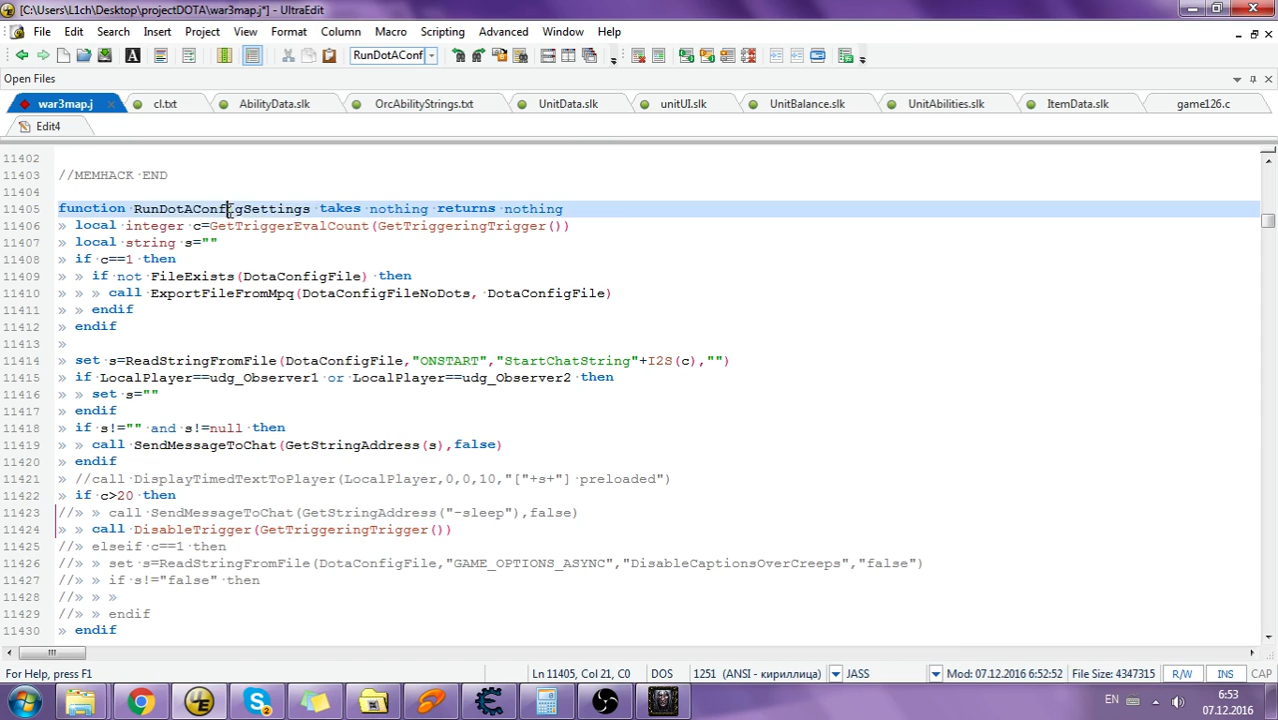 [C:\Users\L1ch\Desktop\projectDOTA\war3map.j*] - UltraEdit
File Edit Search Insert Project View Format Column Macro Scripting Advanced Window Help
RunDotAConf
Open Files
war3map.j cl.txt AbilityData.slk OrcAbilityStrings.txt UnitData.slk unitUI.slk UnitBalance.slk UnitAbilities.slk ItemData.slk game126.c
Edit4
11402
11403 //MEMHACK END
11404
11405 function RunDotAConfigSettings takes nothing returns nothing
11406 » local integer c=GetTriggerEvalCount(GetTriggeringTrigger())
11407 » local string s=""
11408 » if c==1 then
11409 » » if not FileExists(DotaConfigFile) then
11410 » » » call ExportFileFromMpq(DotaConfigFileNoDots, DotaConfigFile)
11411 » » endif
11412 » endif
11413 »
11414 » set s=ReadStringFromFile(DotaConfigFile,"ONSTART","StartChatString"+I2S(c),"")
11415 » if LocalPlayer==udg_Observer1 or LocalPlayer==udg_Observer2 then
11416 » » set s=""
11417 » endif
11418 » if s!="" and s!=null then
11419 » » call SendMessageToChat(GetStringAddress(s),false)
11420 » endif
11421 » //call DisplayTimedTextToPlayer(LocalPlayer,0,0,10,"["+s+"] preloaded")
11422 » if c>20 then
11423 //» » call SendMessageToChat(GetStringAddress("-sleep"),false)
11424 » » call DisableTrigger(GetTriggeringTrigger())
11425 //» elseif c==1 then
11426 //» » set s=ReadStringFromFile(DotaConfigFile,"GAME_OPTIONS_ASYNC","DisableCaptionsOverCreeps","false")
11427 //» » if s!="false" then
11428 //» » »
11429 //» » endif
11430 » endif
For Help, press F1 Ln 11405, Col 21, C0 DOS 1251 (ANSI - кириллица) JASS Mod: 07.12.2016 6:52:52 File Size: 4347315 R/W INS CAP
EN 6:53
07.12.2016